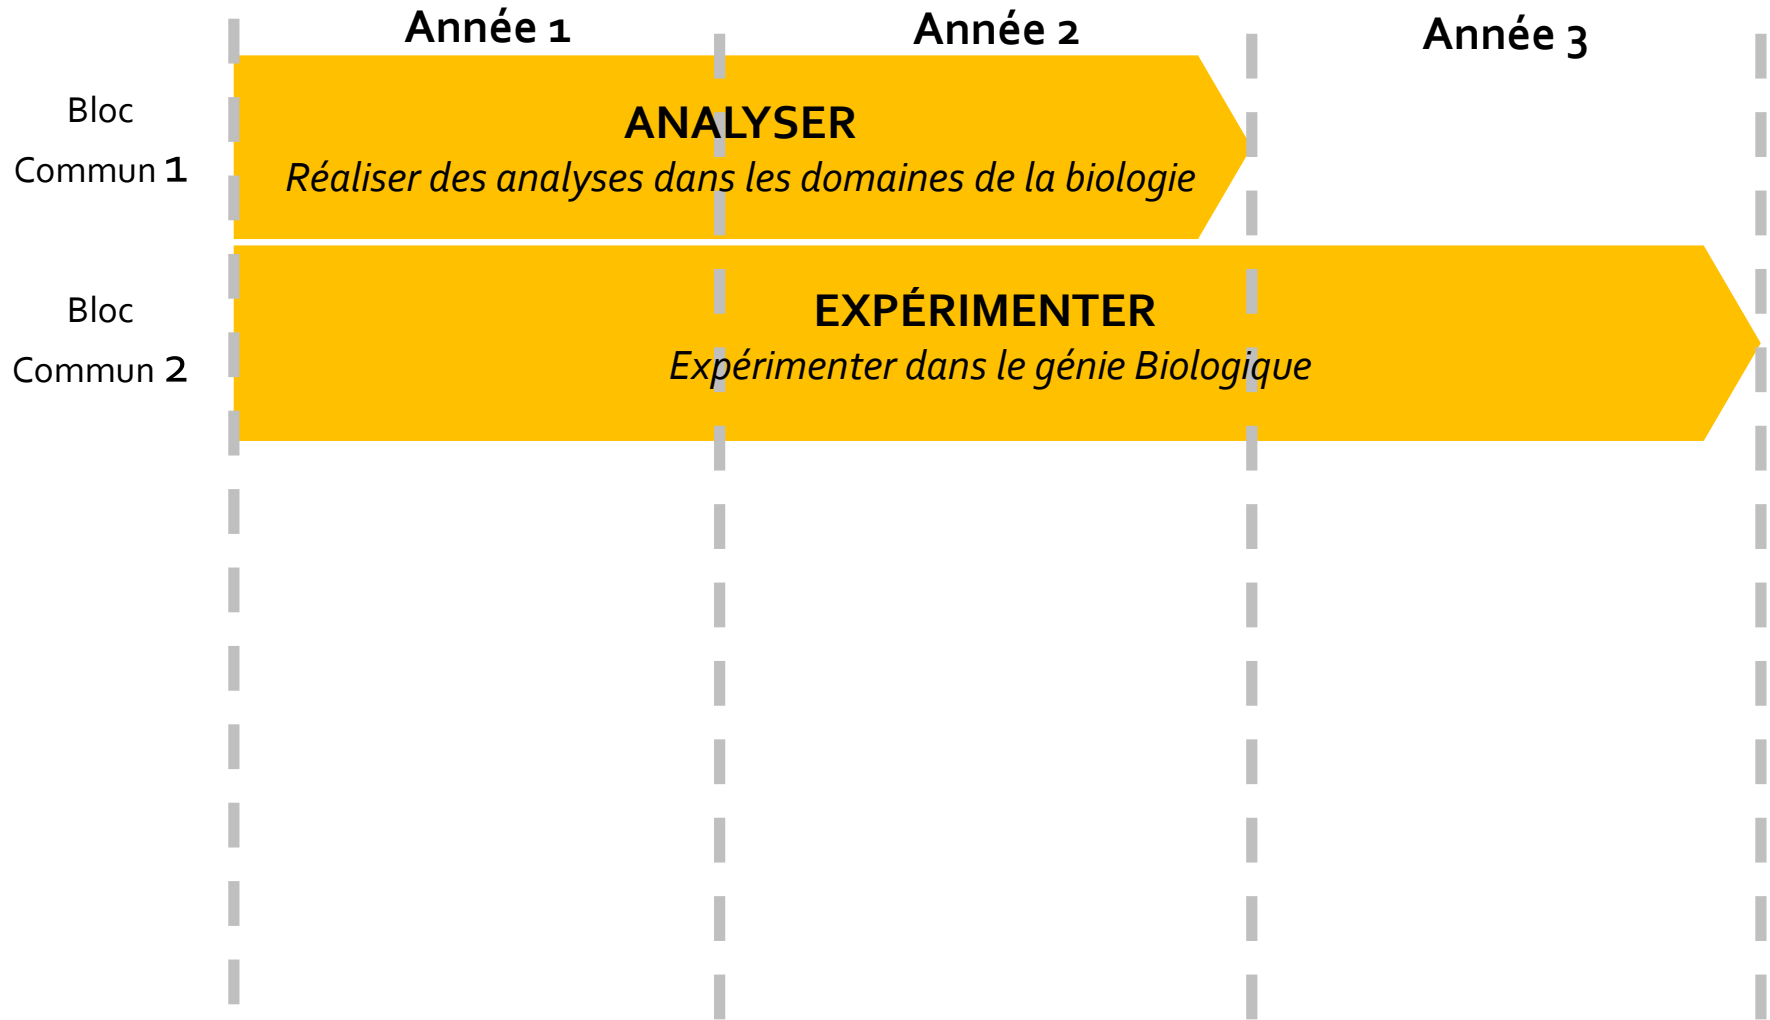 Année 1
Année 2
Année 3
Bloc
Commun 1
ANALYSER
Réaliser des analyses dans les domaines de la biologie
Bloc
Commun 2
EXPÉRIMENTER
Expérimenter dans le génie Biologique